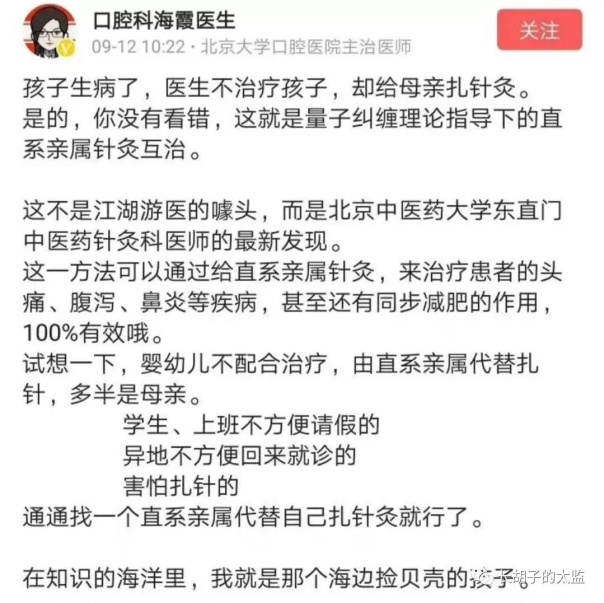 口腔科海霞医生
09-12 10:22·北京大学口腔医院主治医师
关注
孩子生病了，医生不治疗孩子，却给母亲扎针灸。
是的，你没有看错，这就是量子纠缠理论指导下的直
系亲属针灸互治。
这不是江湖游医的噱头，而是北京中医药大学东直门
中医药针灸科医师的最新发现。
这一方法可以通过给直系亲属针灸，来治疗患者的头
痛、腹泻、鼻炎等疾病，甚至还有同步减肥的作用，
100%有效哦。
试想一下，婴幼儿不配合治疗，由直系亲属代替扎
针，多半是母亲。
学生、上班不方便请假的
异地不方便回来就诊的
害怕扎针的
通通找一个直系亲属代替自己扎针灸就行了。
在知识的海洋里，我就是那个海边捡贝壳的孩子。
长胡子的太监